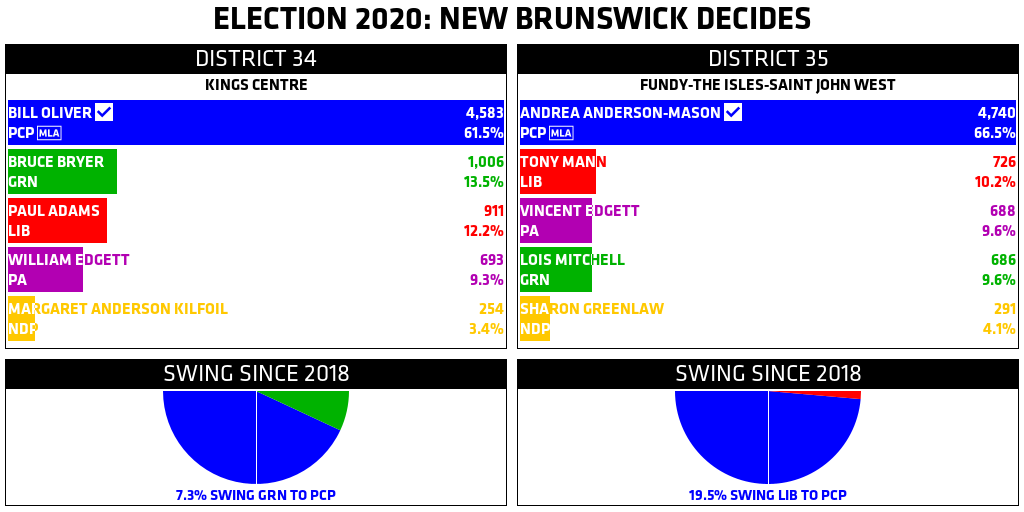 ELECTION 2020: NEW BRUNSWICK DECIDES
DISTRICT 34
KINGS CENTRE
BILL OLIVER 4,583
PCP MLA 61.5%
BRUCE BRYER 1,006
GRN 13.5%
PAUL ADAMS 911
LIB 12.2%
WILLIAM EDGETT 693
PA 9.3%
MARGARET ANDERSON KILFOIL 254
NDP 3.4%
SWING SINCE 2018
7.3% SWING GRN TO PCP
DISTRICT 35
FUNDY-THE ISLES-SAINT JOHN WEST
ANDREA ANDERSON-MASON 4,740
PCP MLA 66.5%
TONY MANN 726
LIB 10.2%
VINCENT EDGETT 688
PA 9.6%
LOIS MITCHELL 686
GRN 9.6%
SHARON GREENLAW 291
NDP 4.1%
SWING SINCE 2018
19.5% SWING LIB TO PCP